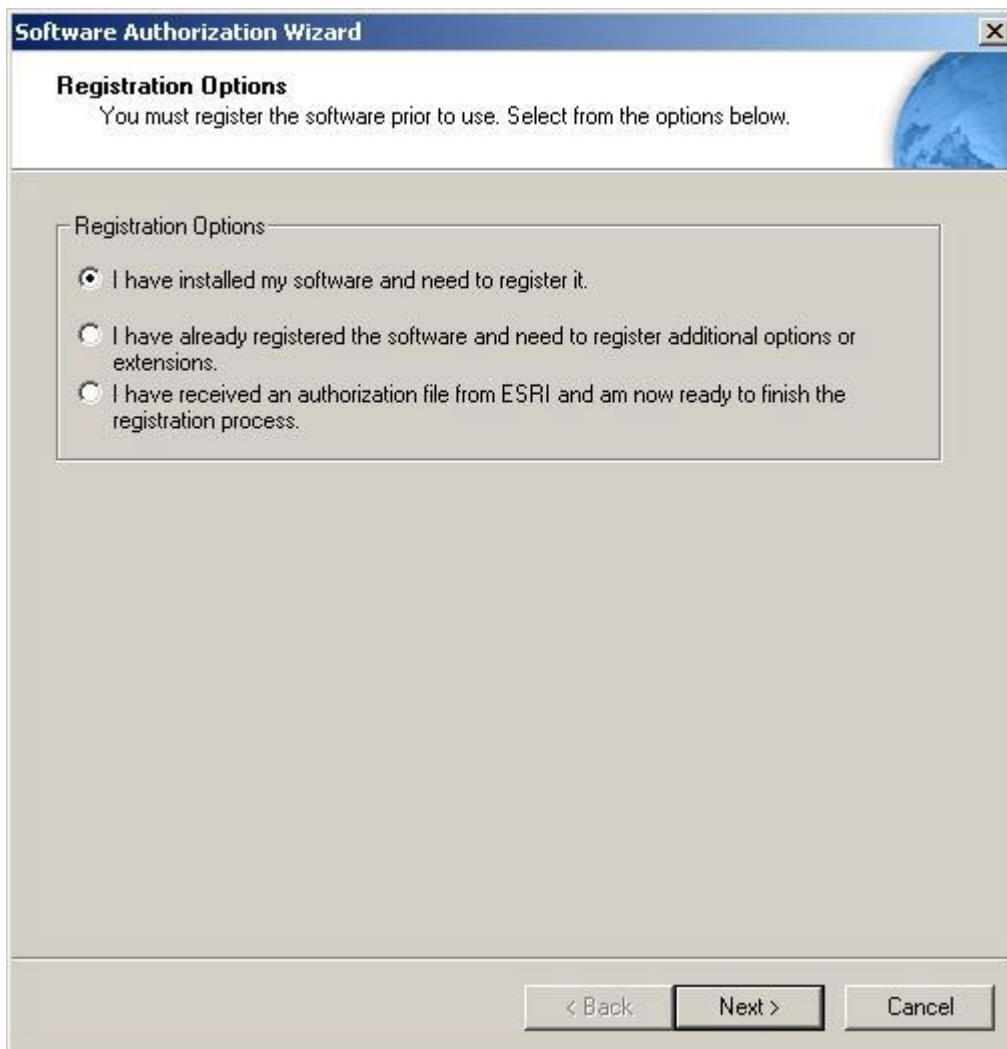 Software Authorization Wizard
Registration Options
You must register the software prior to use. Select from the options below.
Registration Options
I have installed my software and need to register it.
I have already registered the software and need to register additional options or
extensions.
I have received an authorization file from ESRI and am now ready to finish the
registration process.
< Back
Next >
Cancel